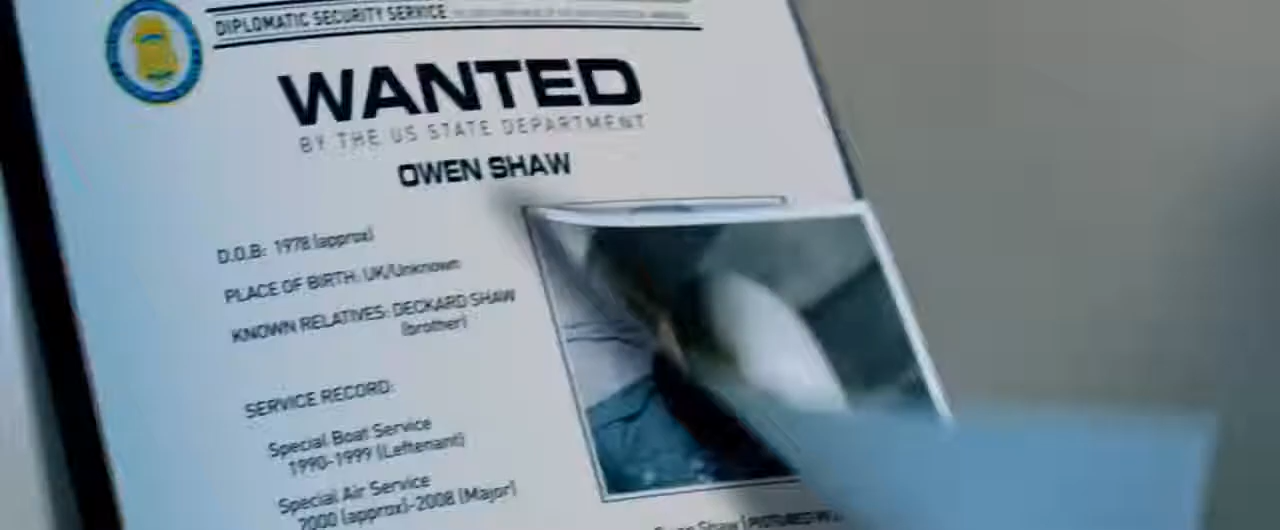 DIPLOMATIC SECURITY SERVICE
WANTED
BY THE US STATE DEPARTMENT
OWEN SHAW
D.O.B: 1978 (approx)
PLACE OF BIRTH: UK/Unknown
KNOWN RELATIVES: DECKARD SHAW
(brother)
SERVICE RECORD:
Special Boat Service
1990-1999 (Leftenant)
Special Air Service
2000 (approx)-2008 (Major)
Shaw